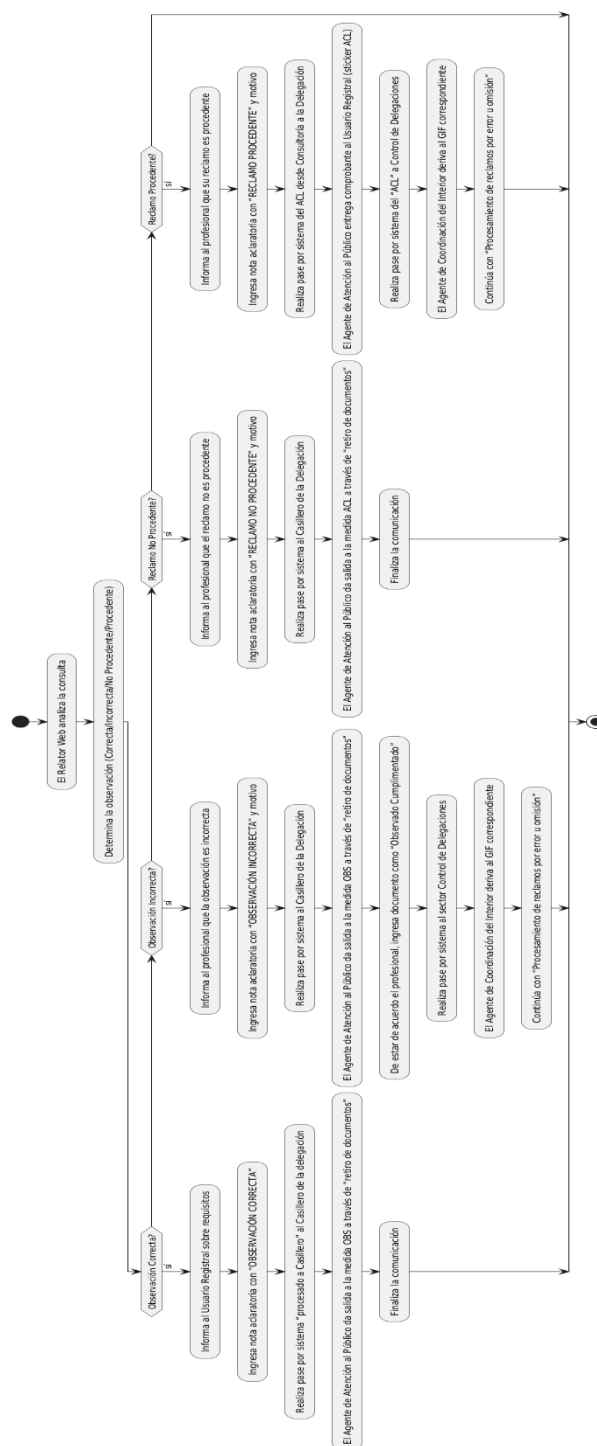 El Relator Web analiza la consulta
Determina la observación (Correcta/Incorrecta/No Procedente/Procedente)
Observación Correcta?
sí
Informa al Usuario Registral sobre requisitos
Ingresa nota aclaratoria con "OBSERVACIÓN CORRECTA"
Realiza pase por sistema "procesado a Casillero" al Casillero de la delegación
El Agente de Atención al Público da salida a la medida OBS a través de "retiro de documentos"
Finaliza la comunicación
Observación Incorrecta?
sí
Informa al profesional que la observación es incorrecta
Ingresa nota aclaratoria con "OBSERVACIÓN INCORRECTA" y motivo
Realiza pase por sistema al Casillero de la Delegación
El Agente de Atención al Público da salida a la medida OBS a través de "retiro de documentos"
De estar de acuerdo el profesional, ingresa documento como "Observado Cumplimentado"
Realiza pase por sistema al sector Control de Delegaciones
El Agente de Coordinación del Interior deriva al GIF correspondiente
Continúa con "Procesamiento de reclamos por error u omisión"
Reclamo No Procedente?
sí
Informa al profesional que el reclamo no es procedente
Ingresa nota aclaratoria con "RECLAMO NO PROCEDENTE" y motivo
Realiza pase por sistema al Casillero de la Delegación
El Agente de Atención al Público da salida a la medida ACL a través de "retiro de documentos"
Finaliza la comunicación
Reclamo Procedente?
sí
Informa al profesional que su reclamo es procedente
Ingresa nota aclaratoria con "RECLAMO PROCEDENTE" y motivo
Realiza pase por sistema del ACL desde Consultoría a la Delegación
El Agente de Atención al Público entrega comprobante al Usuario Registral (sticker ACL)
Realiza pase por sistema del "ACL" a Control de Delegaciones
El Agente de Coordinación del Interior deriva al GIF correspondiente
Continúa con "Procesamiento de reclamos por error u omisión"